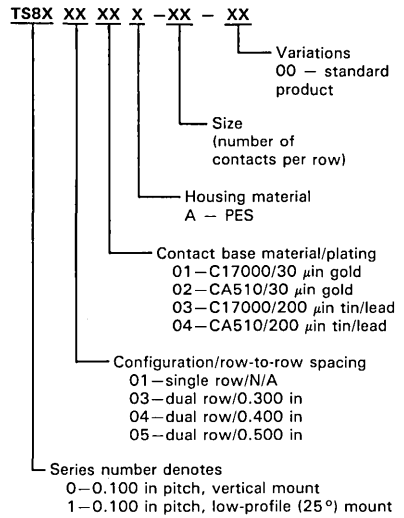 TS8X XX XX X –XX – XX
Variations
00 — standard
product
Size
(number of
contacts per row)
Housing material
A — PES
Contact base material/plating
01—C17000/30 μin gold
02—CA510/30 μin gold
03—C17000/200 μin tin/lead
04—CA510/200 μin tin/lead
Configuration/row-to-row spacing
01—single row/N/A
03—dual row/0.300 in
04—dual row/0.400 in
05—dual row/0.500 in
Series number denotes
0—0.100 in pitch, vertical mount
1—0.100 in pitch, low-profile (25°) mount